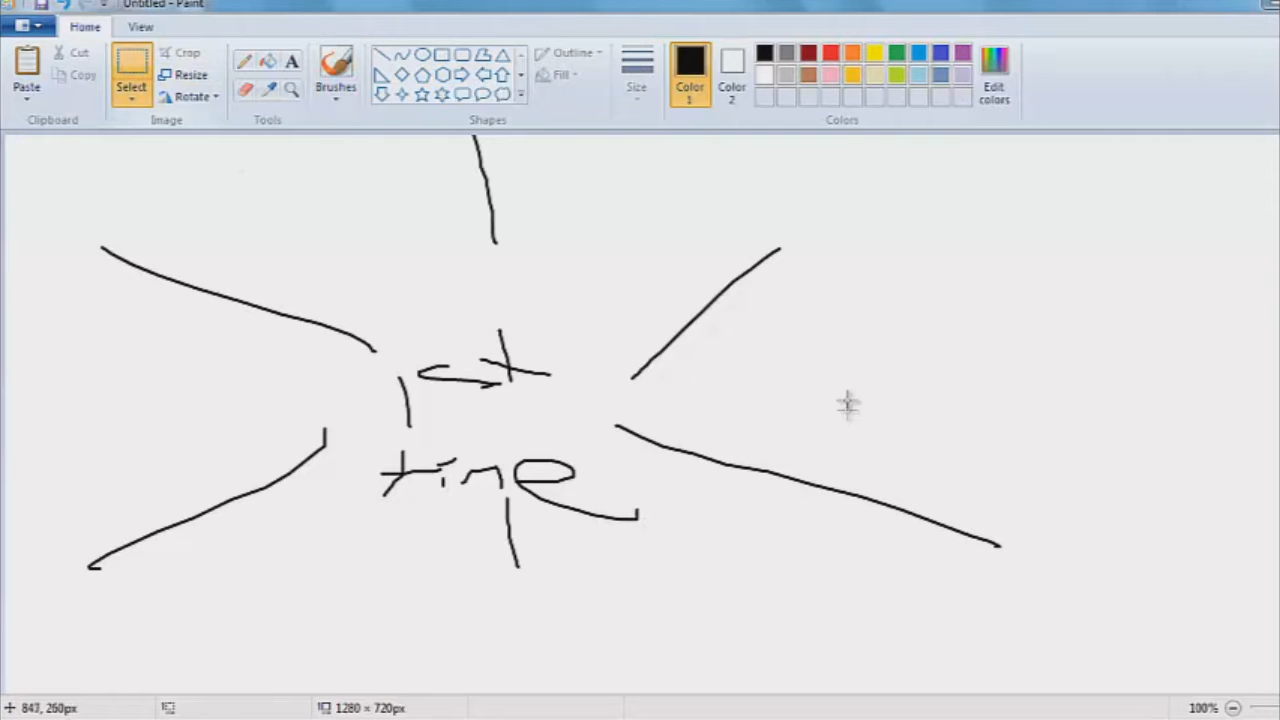 Untitled - Paint
Home View
Paste Cut Copy Clipboard
Select Crop Resize Rotate Image
A Tools
Brushes
Shapes
Outline Fill
Size
Color 1 Color 2 Edit colors Colors
time
847, 260px 1280 × 720px 100%